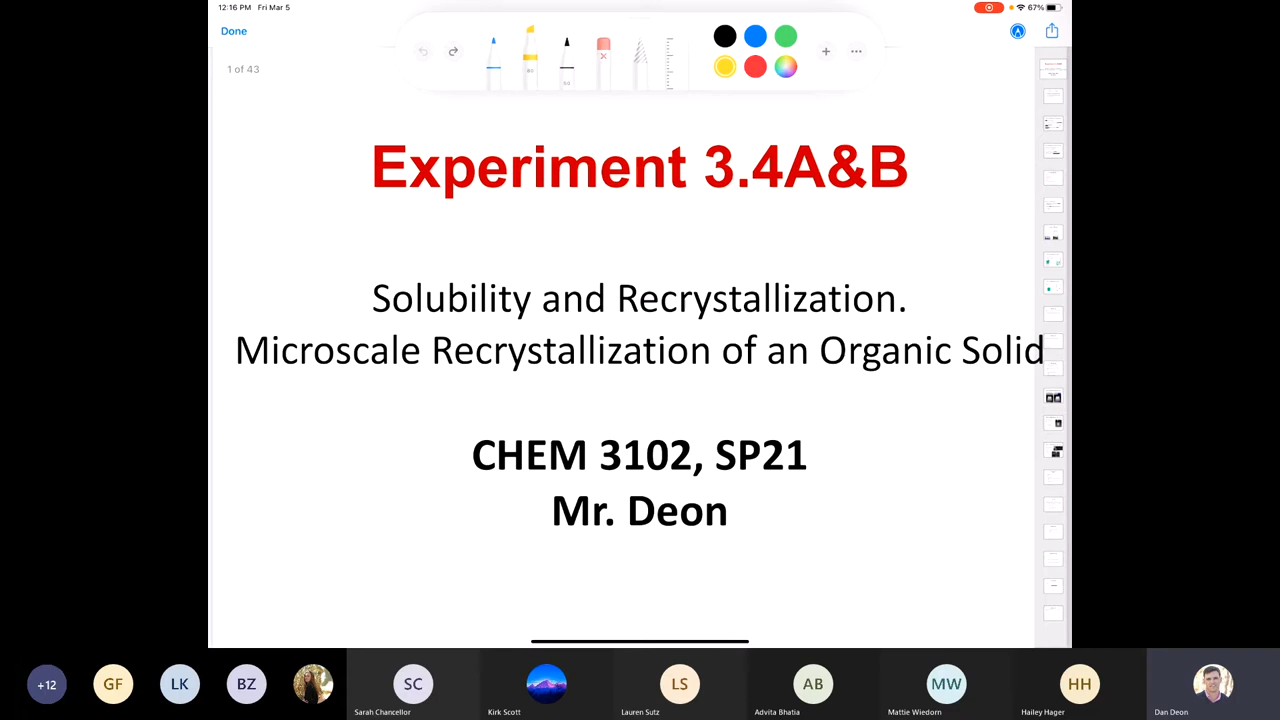 12:16 PM Fri Mar 5
67%
Done
1 of 43
Experiment 3.4A&B
Solubility and Recrystallization.
Microscale Recrystallization of an Organic Solid
CHEM 3102, SP21
Mr. Deon
+12
GF
LK
BZ
SC
LS
AB
MW
HH
Sarah Chancellor
Kirk Scott
Lauren Sutz
Advita Bhatia
Mattie Wiedorn
Hailey Hager
Dan Deon